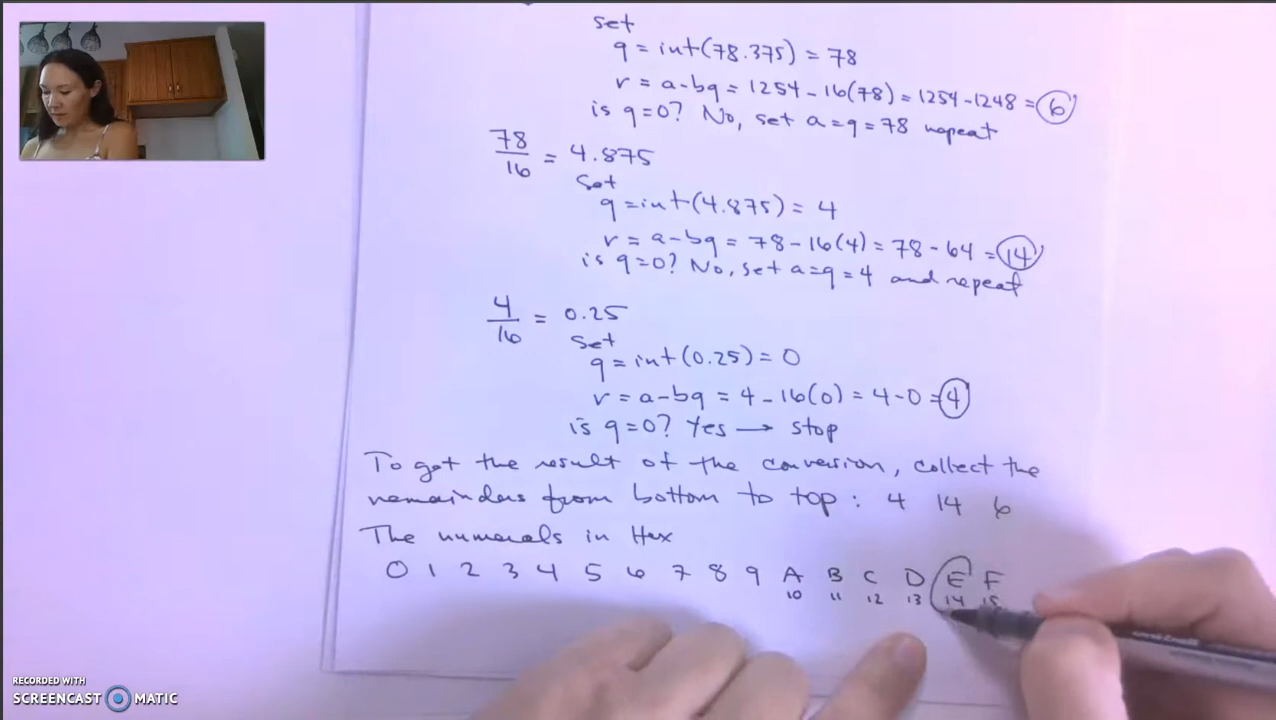 set
q = int(78.375) = 78
r = a-bq = 1254 - 16(78) = 1254 - 1248 = 6
is q=0? No, set a=q=78 repeat
78/16 = 4.875
set
q = int(4.875) = 4
r = a-bq = 78 - 16(4) = 78 - 64 = 14
is q=0? No, set a=q=4 and repeat
4/16 = 0.25
set
q = int(0.25) = 0
r = a-bq = 4 - 16(0) = 4 - 0 = 4
is q=0? Yes → stop
To get the result of the conversion, collect the
remainders from bottom to top: 4 14 6
The numerals in Hex
0 1 2 3 4 5 6 7 8 9 A B C D E F
10 11 12 13 14 15
RECORDED WITH
SCREENCAST MATIC